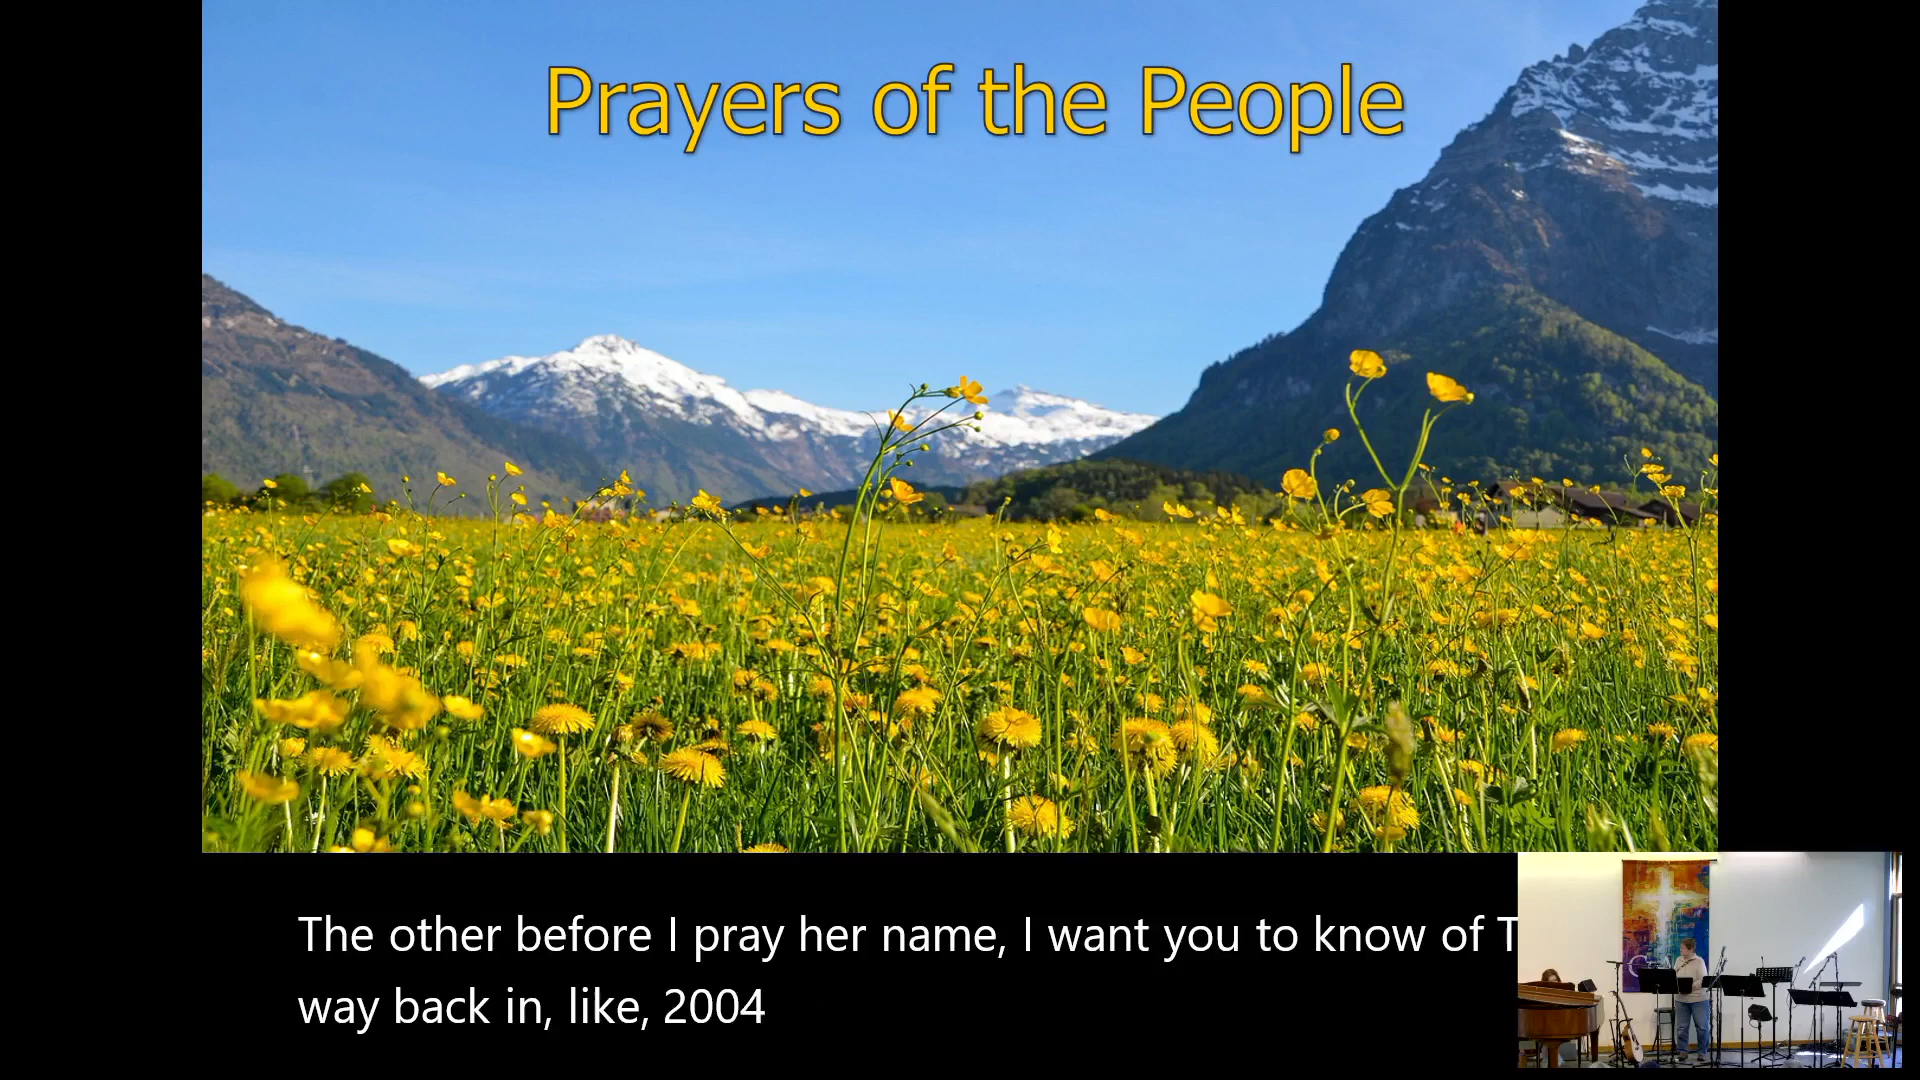 Prayers of the People
The other before I pray her name, I want you to know of
way back in, like, 2004